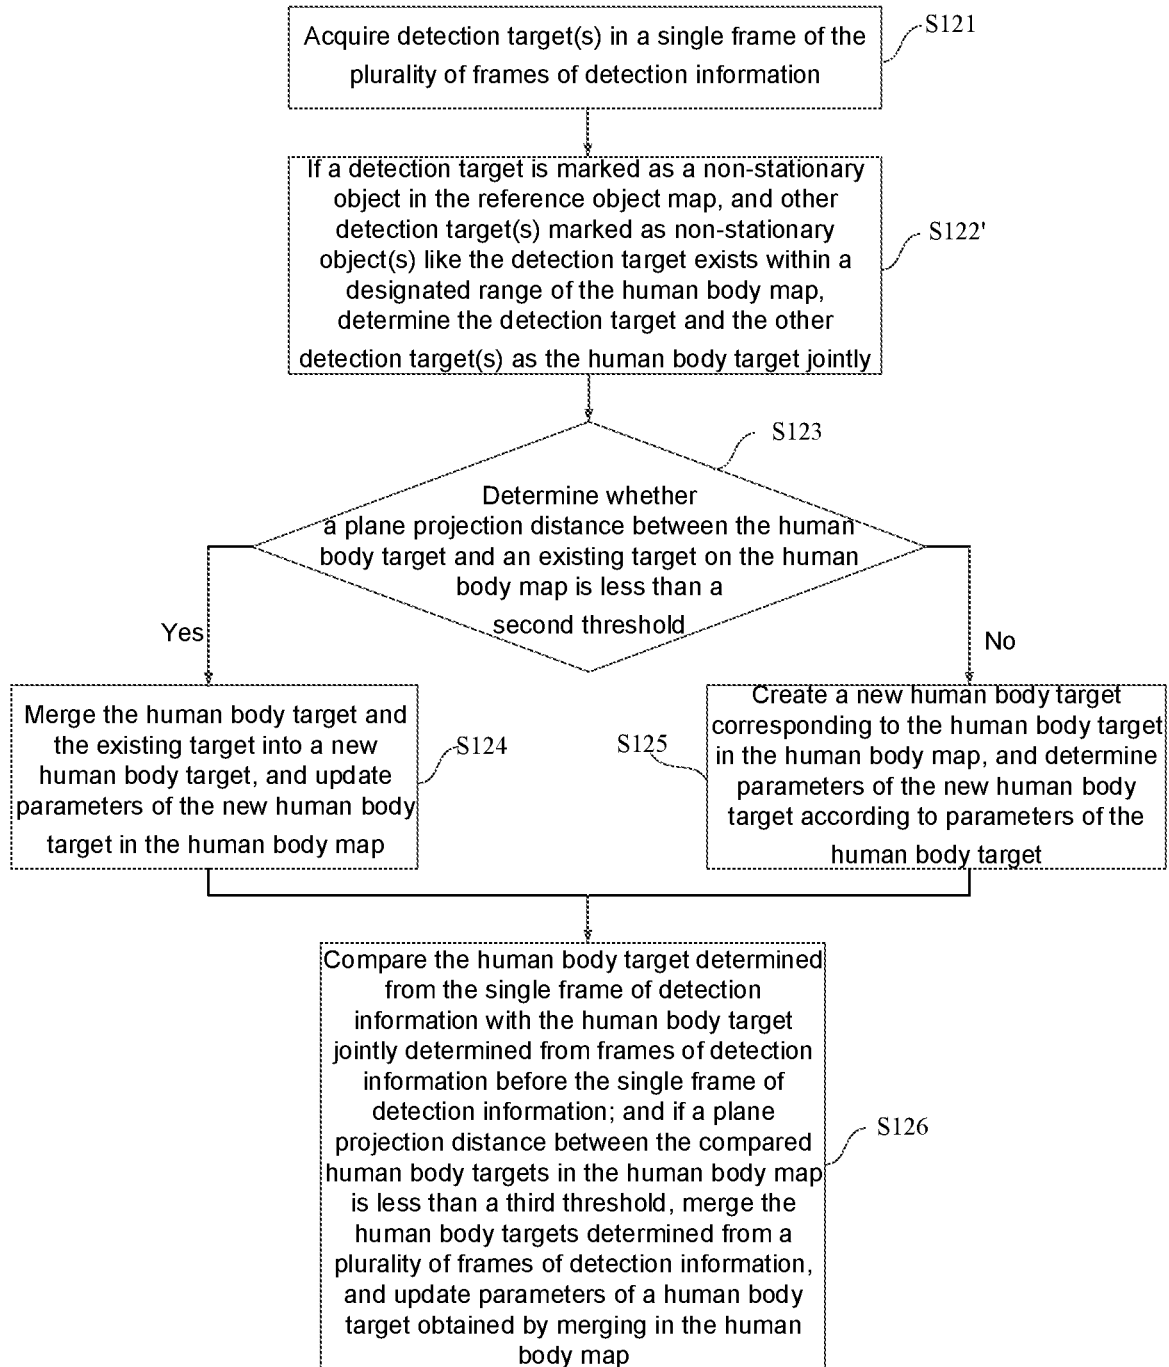 Acquire detection target(s) in a single frame of the
plurality of frames of detection information
S121
If a detection target is marked as a non-stationary
object in the reference object map, and other
detection target(s) marked as non-stationary
object(s) like the detection target exists within a
designated range of the human body map,
determine the detection target and the other
detection target(s) as the human body target jointly
S122'
S123
Determine whether
a plane projection distance between the human
body target and an existing target on the human
body map is less than a
second threshold
Yes
No
Merge the human body target and
the existing target into a new
human body target, and update
parameters of the new human body
target in the human body map
S124
S125
Create a new human body target
corresponding to the human body target
in the human body map, and determine
parameters of the new human body
target according to parameters of the
human body target
Compare the human body target determined
from the single frame of detection
information with the human body target
jointly determined from frames of detection
information before the single frame of
detection information; and if a plane
projection distance between the compared
human body targets in the human body map
is less than a third threshold, merge the
human body targets determined from a
plurality of frames of detection information,
and update parameters of a human body
target obtained by merging in the human
body map
S126